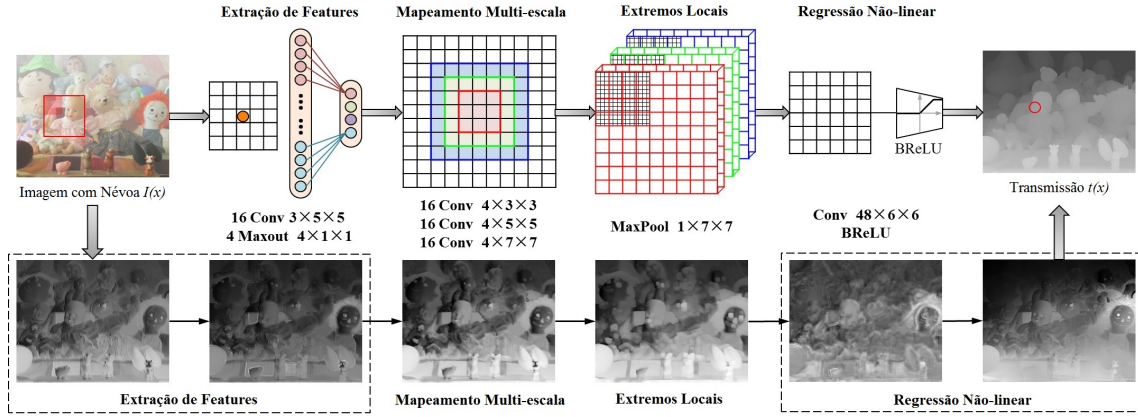 Extração de Features
Mapeamento Multi-escala
Extremos Locais
Regressão Não-linear
BReLU
Imagem com Névoa I(x)
Transmissão t(x)
16 Conv 3×5×5
4 Maxout 4×1×1
16 Conv 4×3×3
16 Conv 4×5×5
16 Conv 4×7×7
MaxPool 1×7×7
Conv 48×6×6
BReLU
Extração de Features
Mapeamento Multi-escala
Extremos Locais
Regressão Não-linear